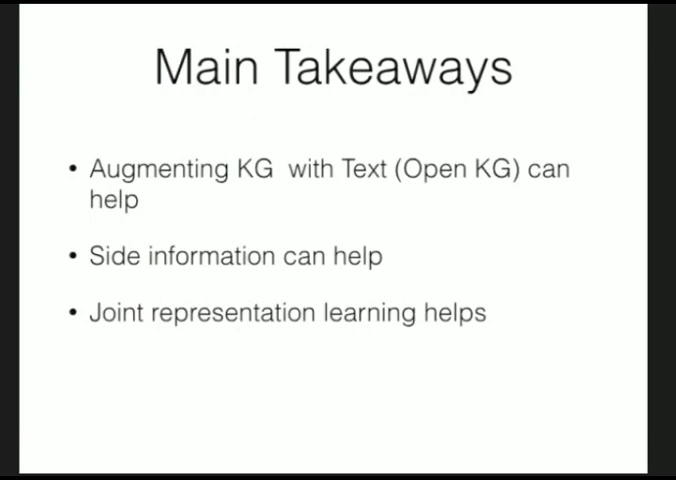 Main Takeaways
• Augmenting KG with Text (Open KG) can
help
• Side information can help
• Joint representation learning helps